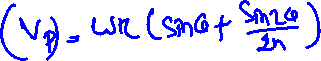 (Vp) = ωr (sinθ + sin2θ/2n)